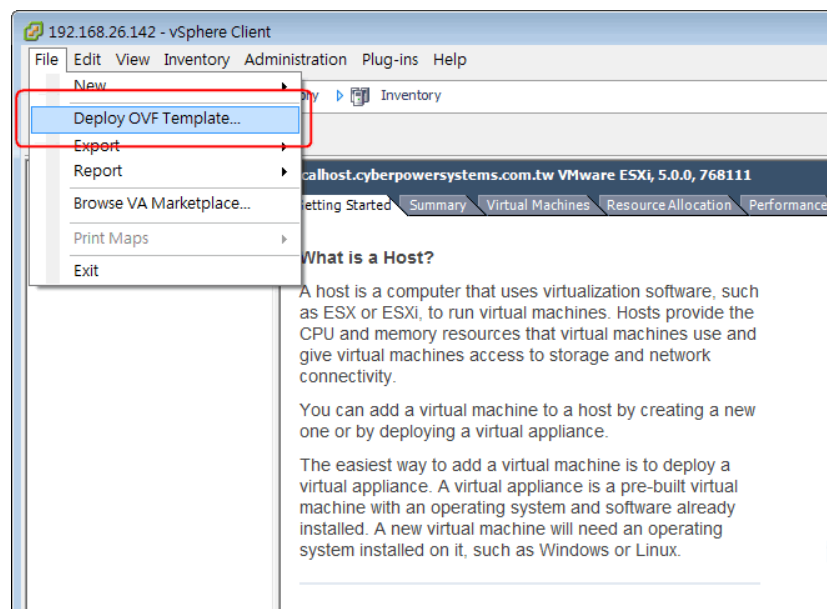 192.168.26.142 - vSphere Client
File Edit View Inventory Administration Plug-ins Help
New
Inventory
Deploy OVF Template...
Export
Report
Browse VA Marketplace...
Print Maps
Exit
calhost.cyberpowersystems.com.tw VMware ESXi, 5.0.0, 768111
etting Started Summary Virtual Machines Resource Allocation Performance
What is a Host?
A host is a computer that uses virtualization software, such
as ESX or ESXi, to run virtual machines. Hosts provide the
CPU and memory resources that virtual machines use and
give virtual machines access to storage and network
connectivity.
You can add a virtual machine to a host by creating a new
one or by deploying a virtual appliance.
The easiest way to add a virtual machine is to deploy a
virtual appliance. A virtual appliance is a pre-built virtual
machine with an operating system and software already
installed. A new virtual machine will need an operating
system installed on it, such as Windows or Linux.